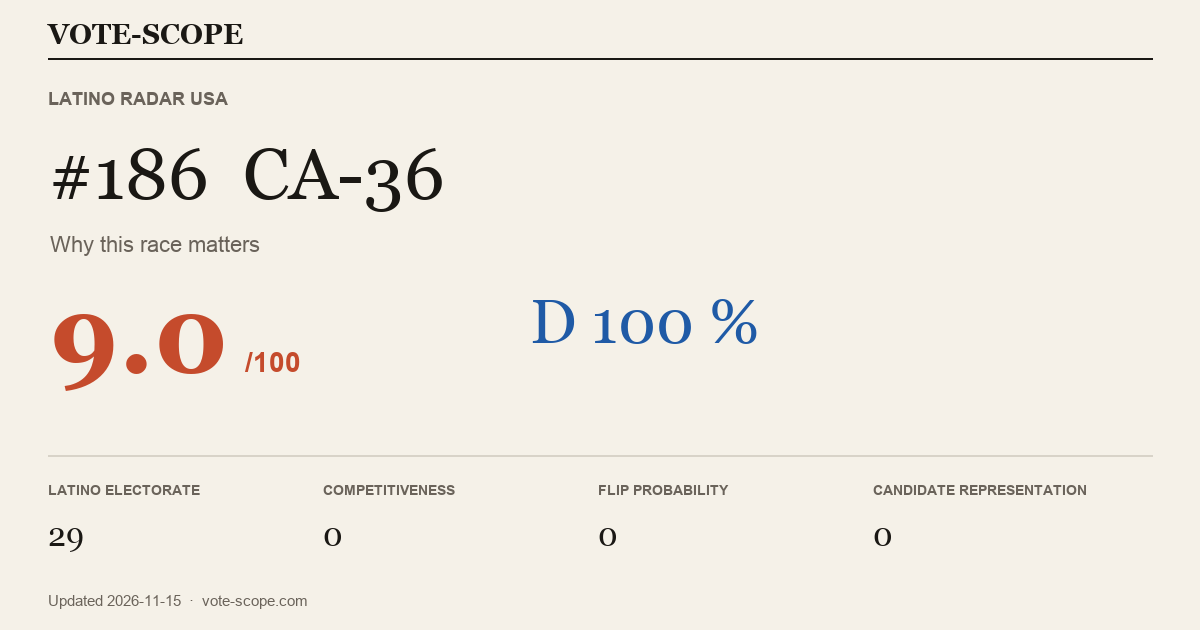 VOTE-SCOPE
LATINO RADAR USA
#186 CA-36
Why this race matters
9.0 /100
D 100 %
LATINO ELECTORATE
29
COMPETITIVENESS
0
FLIP PROBABILITY
0
CANDIDATE REPRESENTATION
0
Updated 2026-11-15 · vote-scope.com